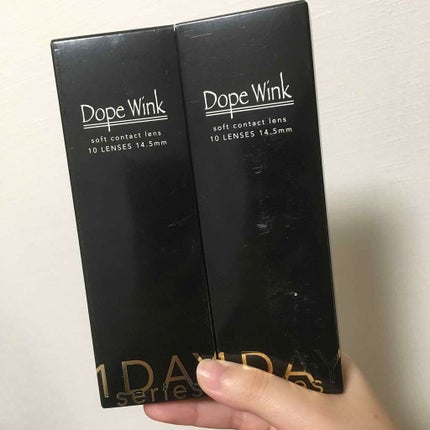 Dope Wink
soft contact lens
10 LENSES 14.5mm
1DAY
series
Dope Wink
soft contact lens
10 LENSES 14.5mm
1DAY